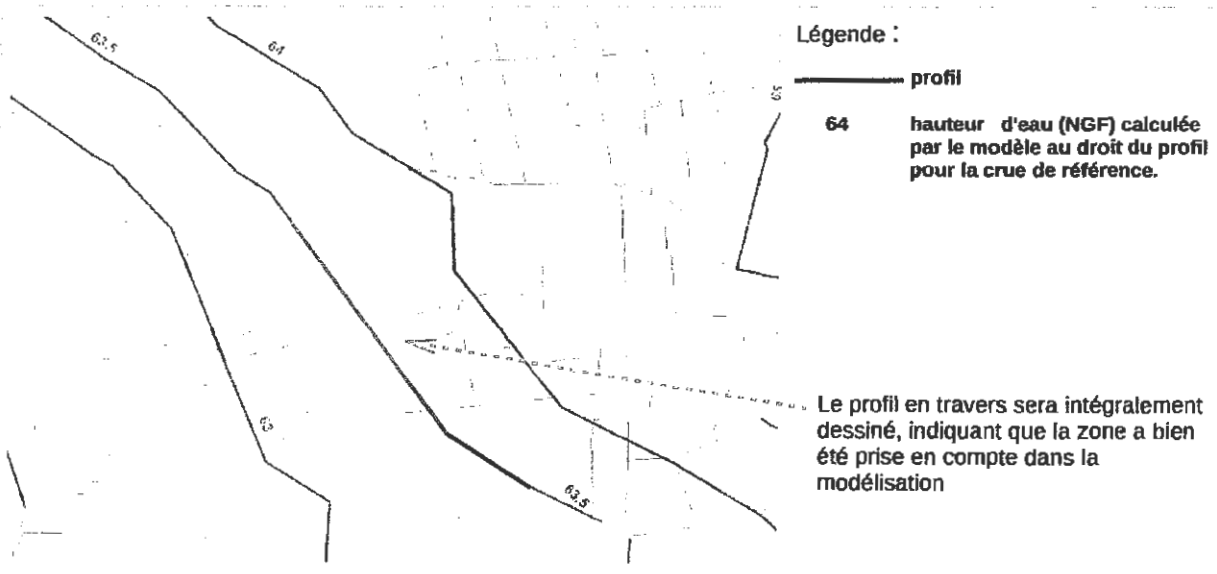 63.5
64
Légende :
profil
64 hauteur d'eau (NGF) calculée
par le modèle au droit du profil
pour la crue de référence.
63
63.5
Le profil en travers sera intégralement
dessiné, indiquant que la zone a bien
été prise en compte dans la
modélisation